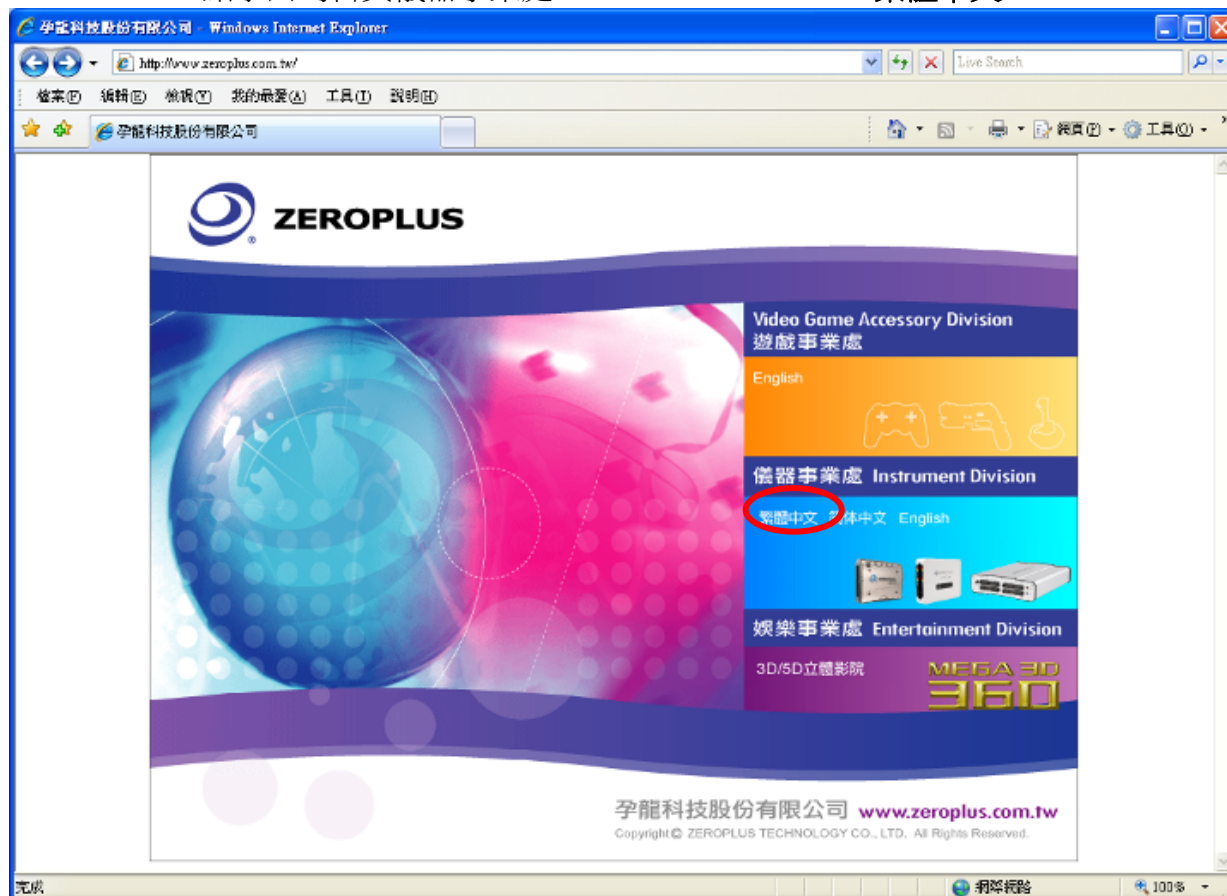 孕龍科技股份有限公司 - Windows Internet Explorer
http://www.zeroplus.com.tw/
Live Search
檔案(F) 編輯(E) 檢視(V) 我的最愛(A) 工具(T) 說明(H)
孕龍科技股份有限公司
網頁(P) 工具(O)
ZEROPLUS
Video Game Accessory Division
遊戲事業處
English
儀器事業處 Instrument Division
繁體中文 简体中文 English
娛樂事業處 Entertainment Division
3D/5D立體影院
MEGA 3D
360
孕龍科技股份有限公司 www.zeroplus.com.tw
Copyright © ZEROPLUS TECHNOLOGY CO., LTD. All Rights Reserved.
完成
網際網路
100%